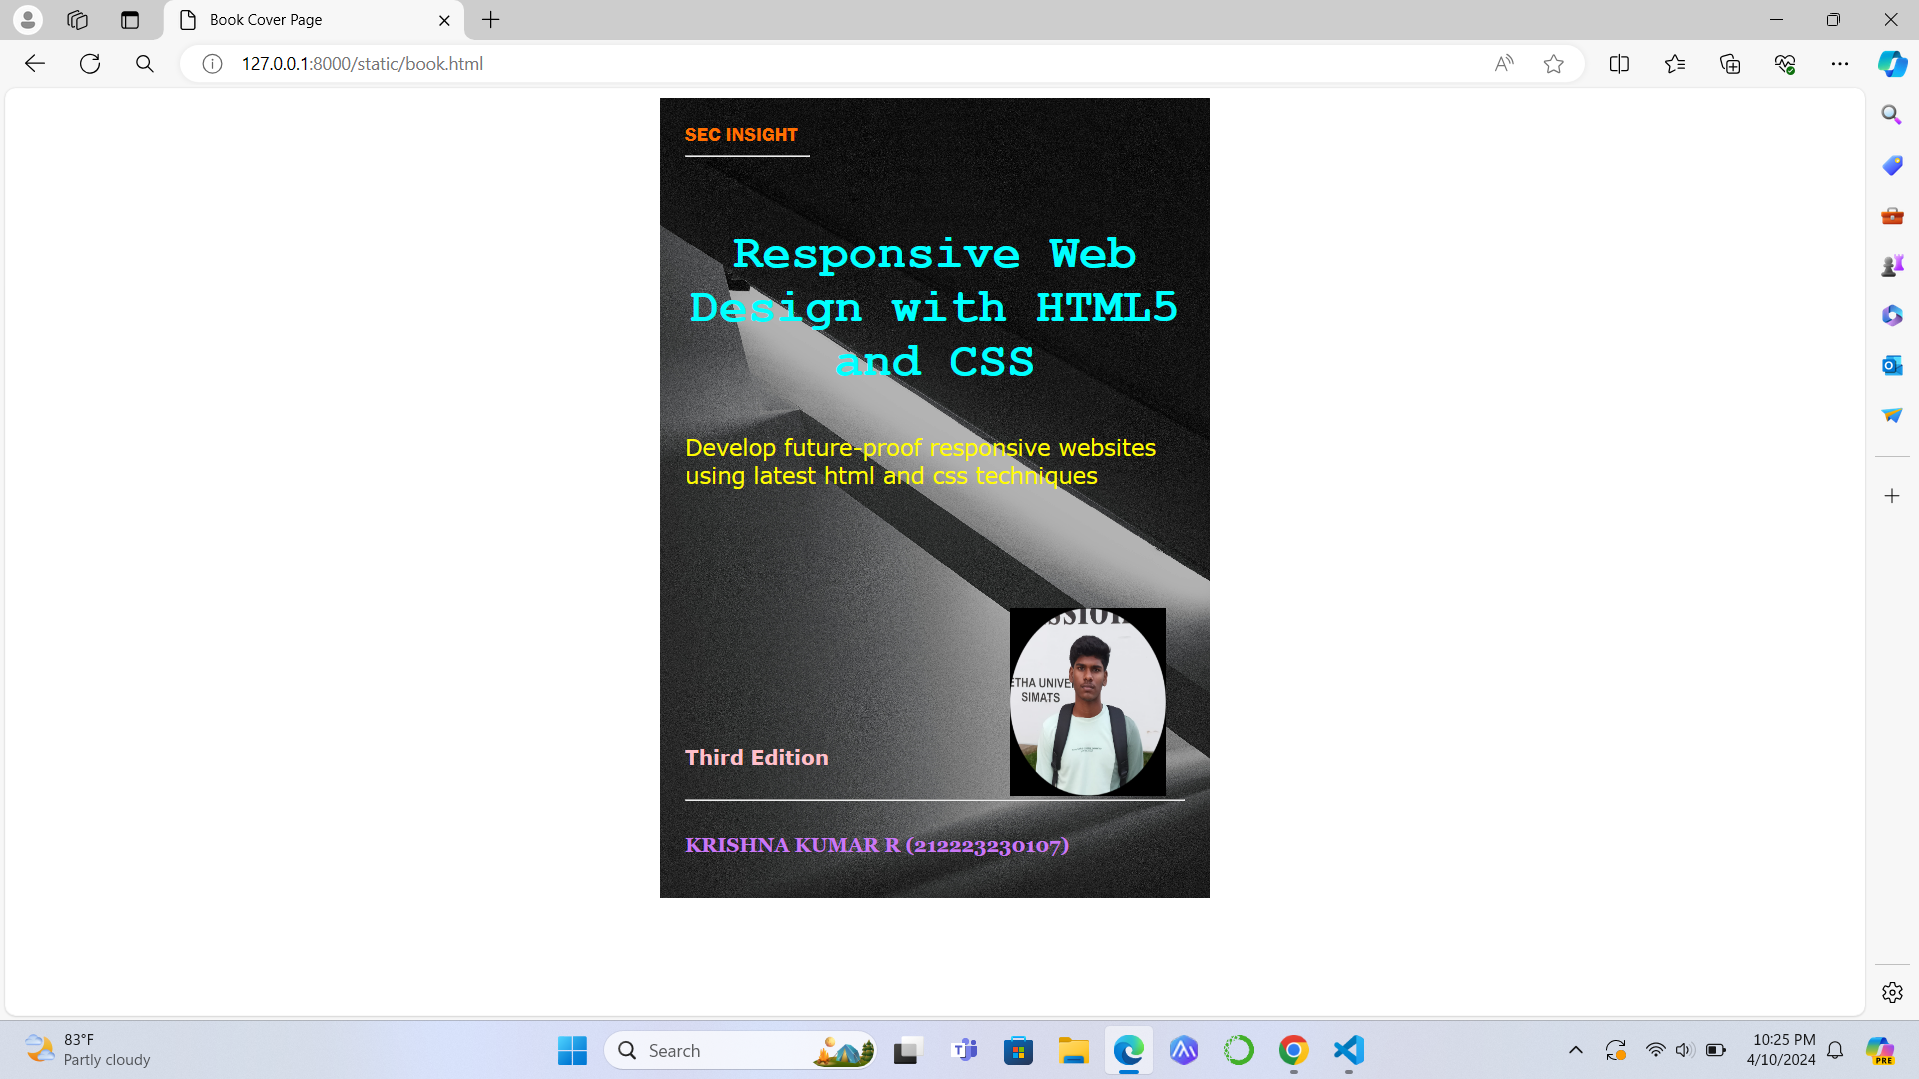 Book Cover Page
127.0.0.1:8000/static/book.html
SEC INSIGHT
Responsive Web
Design with HTML5
and CSS
Develop future-proof responsive websites
using latest html and css techniques
ETHA UNIVE
SIMATS
Third Edition
KRISHNA KUMAR R (212223230107)
83°F
Partly cloudy
Search
10:25 PM
4/10/2024
PRE